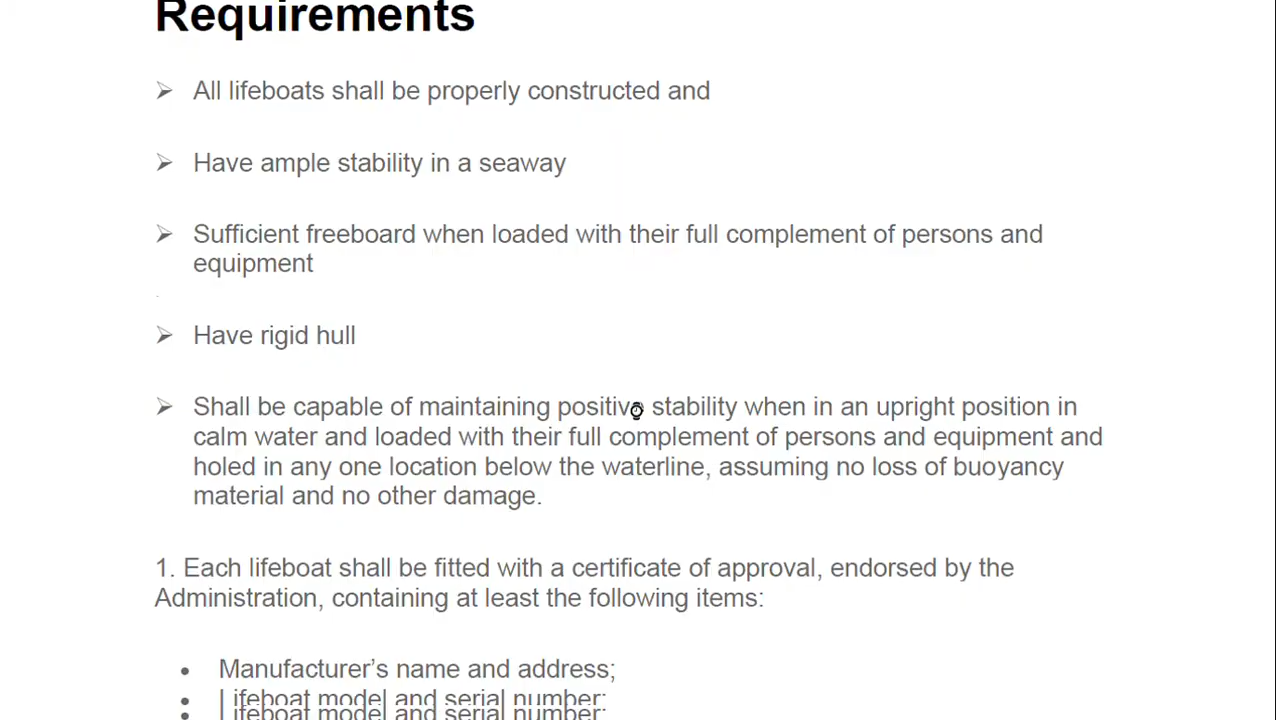 Requirements
➢ All lifeboats shall be properly constructed and
➢ Have ample stability in a seaway
➢ Sufficient freeboard when loaded with their full complement of persons and
equipment
➢ Have rigid hull
➢ Shall be capable of maintaining positive stability when in an upright position in
calm water and loaded with their full complement of persons and equipment and
holed in any one location below the waterline, assuming no loss of buoyancy
material and no other damage.
1. Each lifeboat shall be fitted with a certificate of approval, endorsed by the
Administration, containing at least the following items:
• Manufacturer’s name and address;
• Lifeboat model and serial number;
• Lifeboat model and serial number;